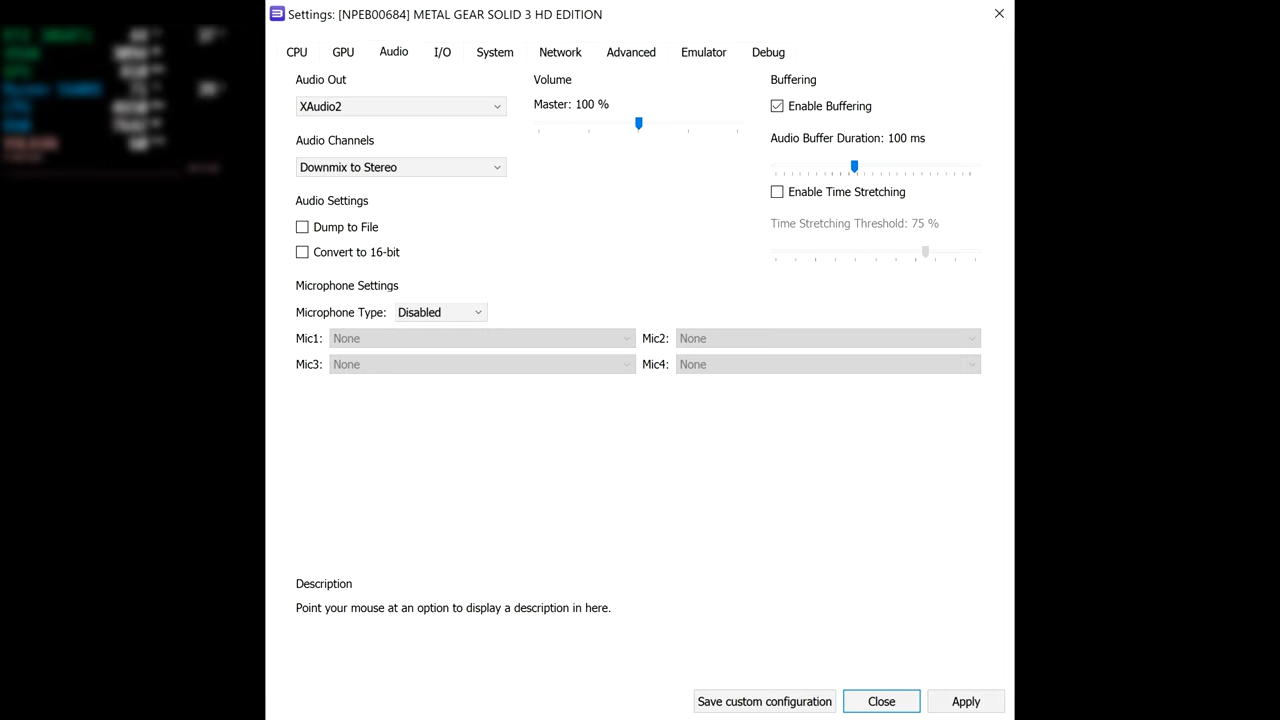 Settings: [NPEB00684] METAL GEAR SOLID 3 HD EDITION
CPU GPU Audio I/O System Network Advanced Emulator Debug
Audio Out
XAudio2
Audio Channels
Downmix to Stereo
Audio Settings
Dump to File
Convert to 16-bit
Volume
Master: 100 %
Buffering
Enable Buffering
Audio Buffer Duration: 100 ms
Enable Time Stretching
Time Stretching Threshold: 75 %
Microphone Settings
Microphone Type: Disabled
Mic1: None Mic2: None
Mic3: None Mic4: None
Description
Point your mouse at an option to display a description in here.
Save custom configuration Close Apply